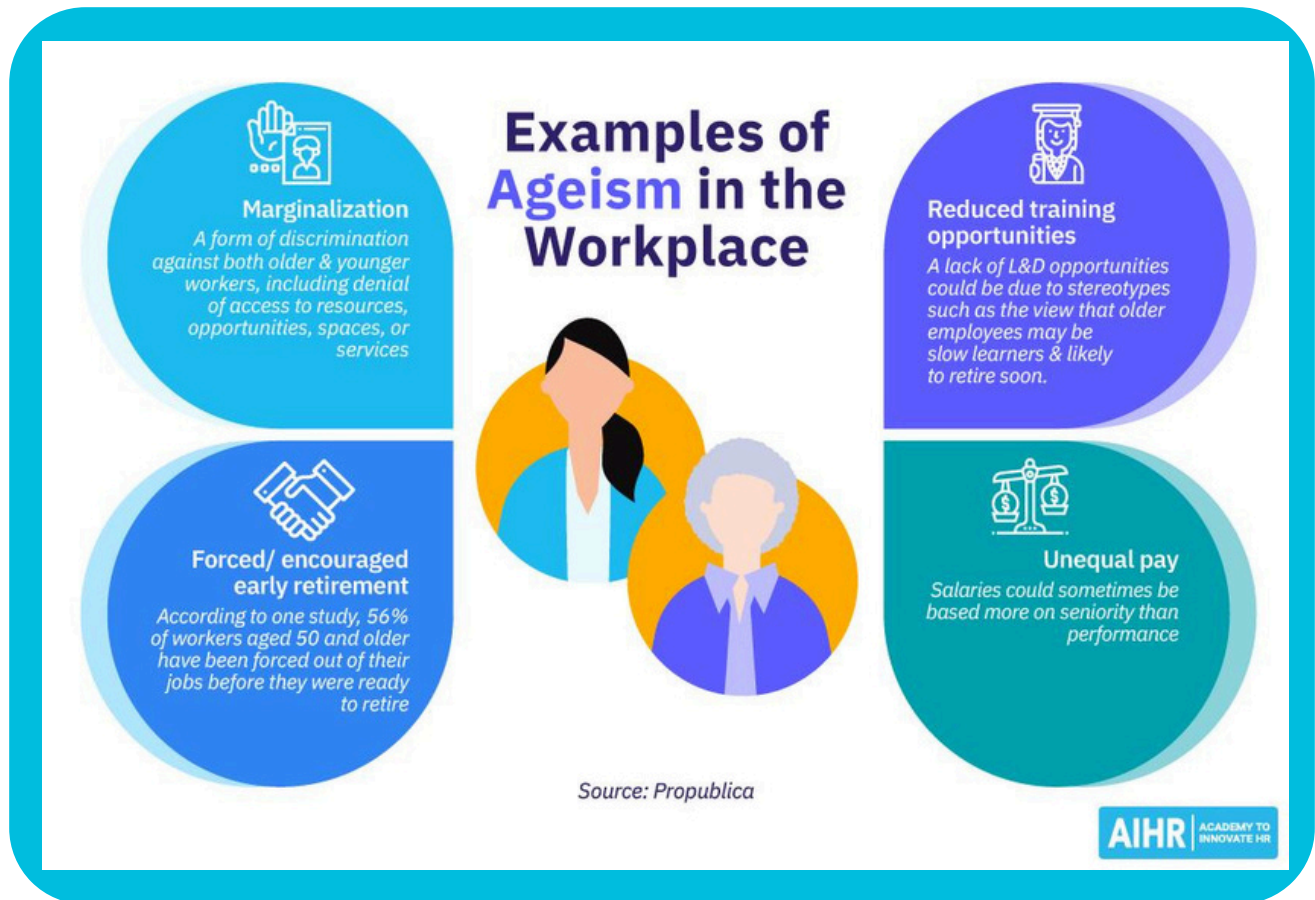 Examples of
Ageism in the
Workplace
Marginalization
A form of discrimination
against both older & younger
workers, including denial
of access to resources,
opportunities, spaces, or
services
Reduced training
opportunities
A lack of L&D opportunities
could be due to stereotypes
such as the view that older
employees may be
slow learners & likely
to retire soon.
Forced/ encouraged
early retirement
According to one study, 56%
of workers aged 50 and older
have been forced out of their
jobs before they were ready
to retire
$ $
Unequal pay
Salaries could sometimes be
based more on seniority than
performance
Source: Propublica
AIHR
ACADEMY TO
INNOVATE HR